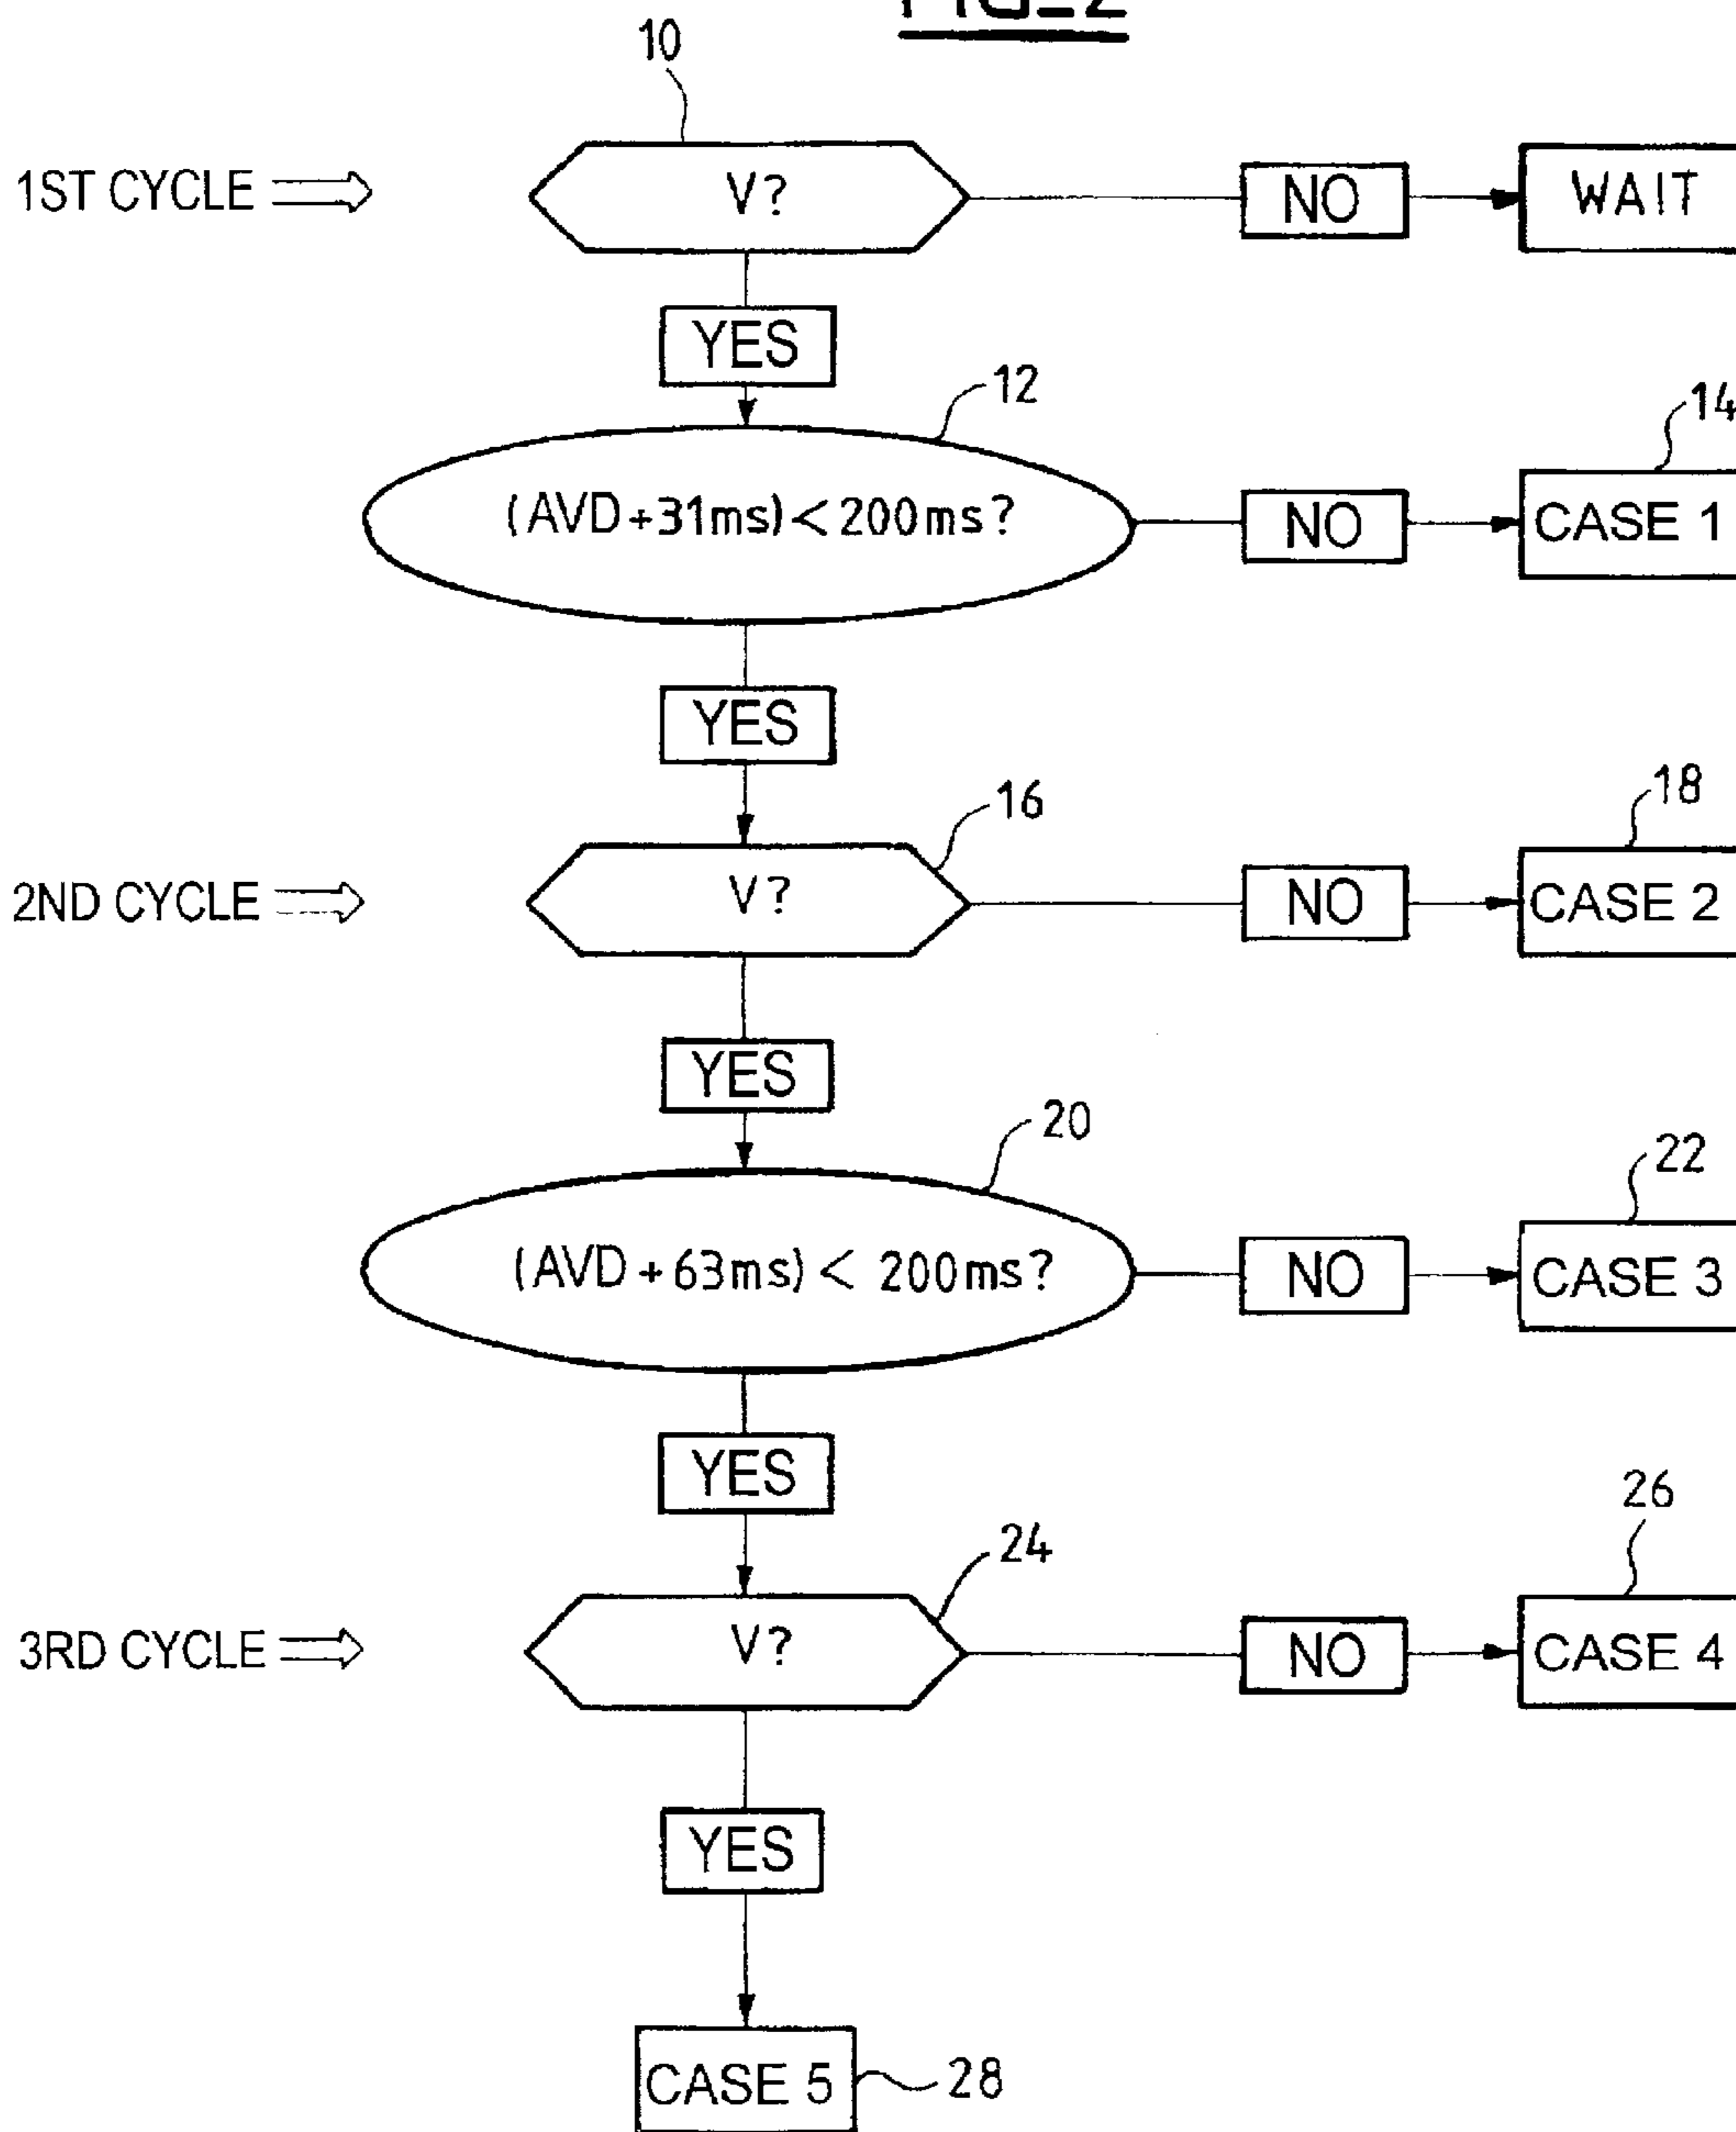 FIG_2
10
1ST CYCLE
V?
NO
WAIT
YES
12
14
(AVD+31ms)<200ms?
NO
CASE 1
YES
16
18
2ND CYCLE
V?
NO
CASE 2
YES
20
22
(AVD+63ms)< 200ms?
NO
CASE 3
YES
24
26
3RD CYCLE
V?
NO
CASE 4
YES
CASE 5
28